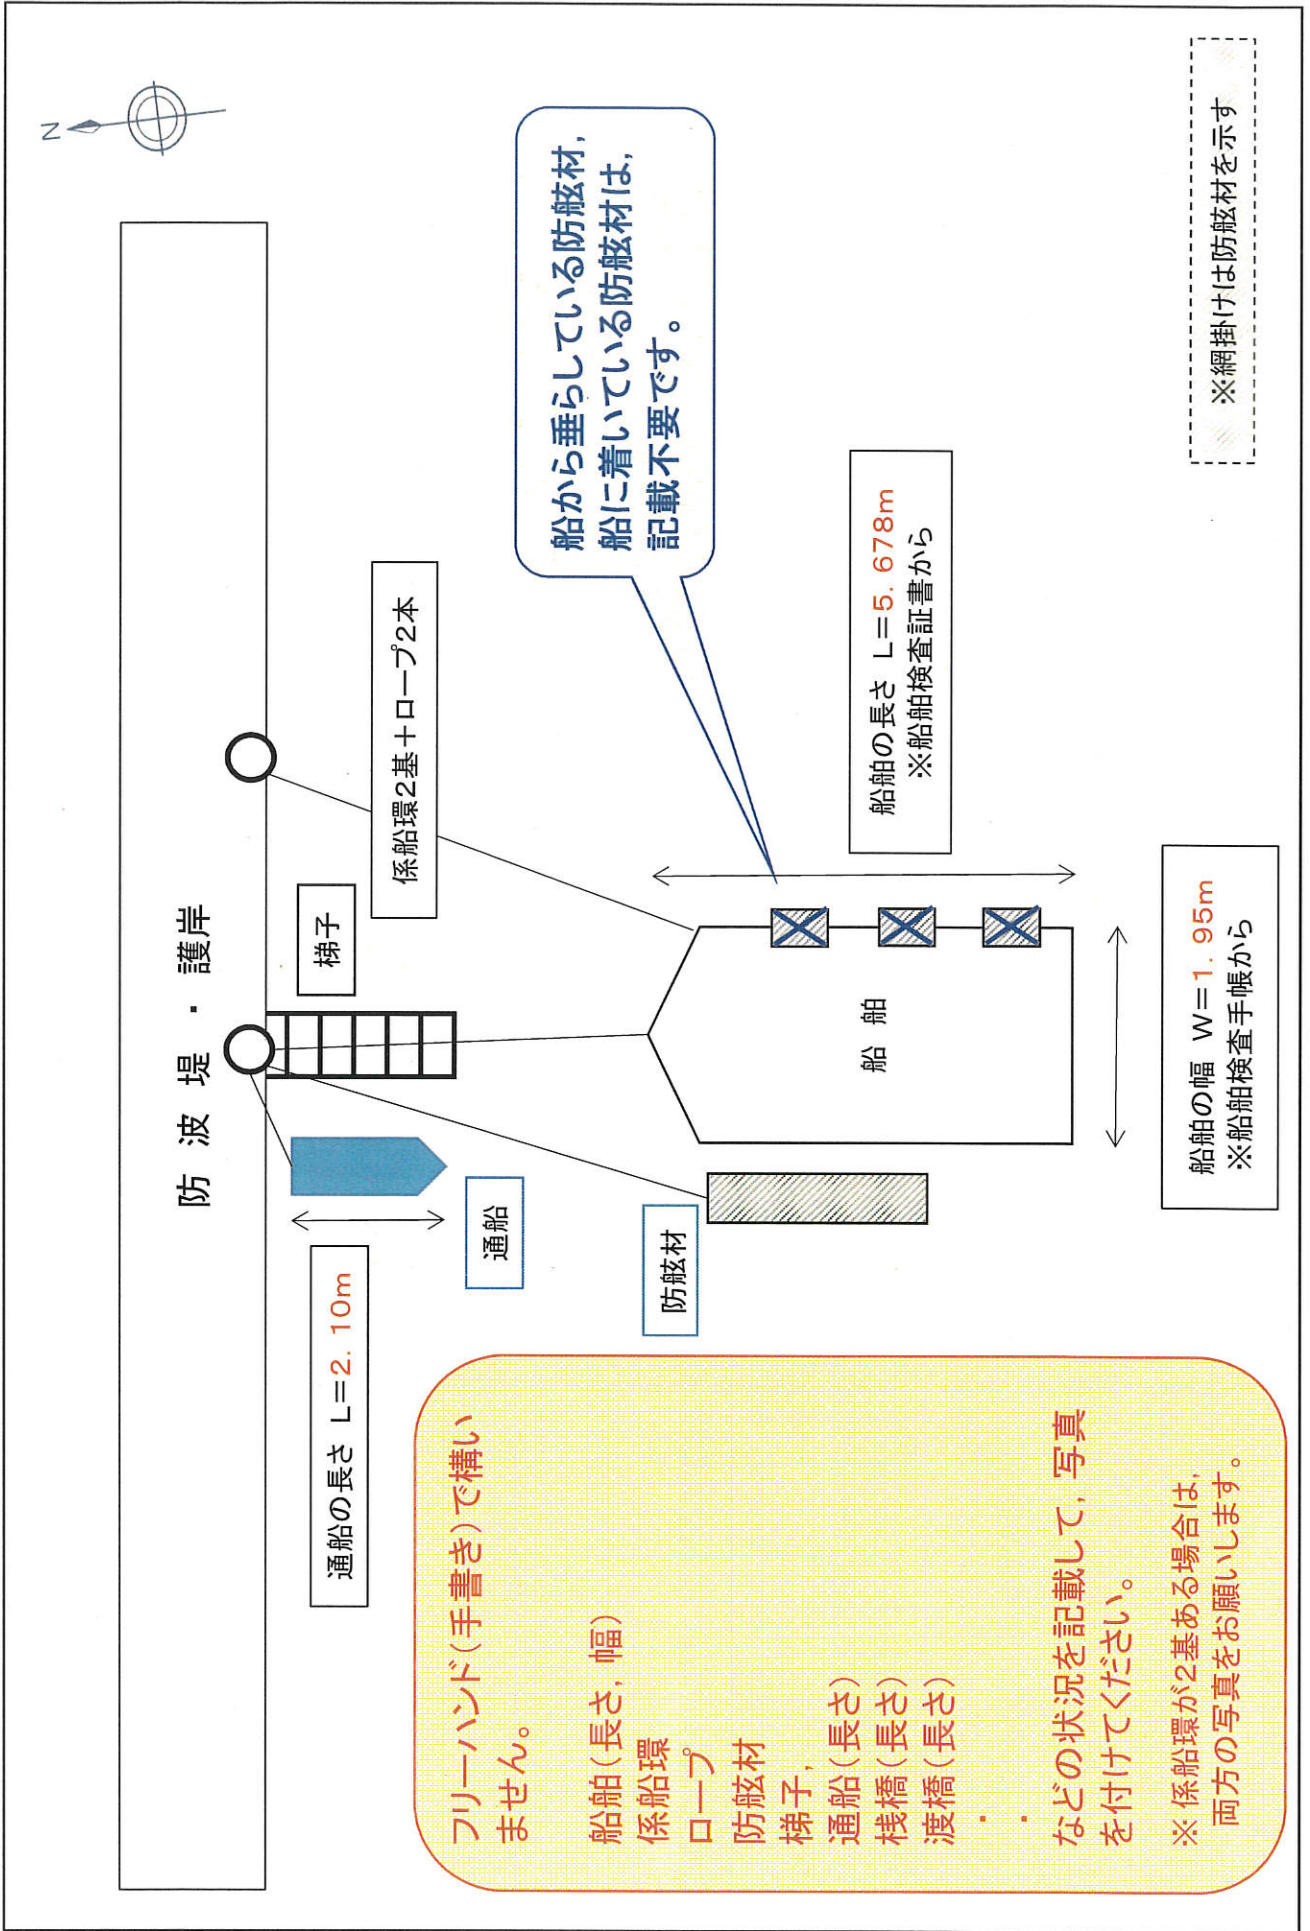 N
防 波 堤 ・ 護岸
梯子
係船環2基＋ロープ2本
船から垂らしている防舷材，
船に着いている防舷材は，
記載不要です。
通船の長さ L＝2．10m
通船
防舷材
船 舶
船舶の長さ L＝5．678m
※船舶検査証書から
船舶の幅 W＝1．95m
※船舶検査手帳から
※網掛けは防舷材を示す
フリーハンド（手書き）で構い
ません。
船舶（長さ，幅）
係船環
ロープ
防舷材
梯子，
通船（長さ）
桟橋（長さ）
渡橋（長さ）
・
・
などの状況を記載して，写真
を付けてください。
※係船環が2基ある場合は，
両方の写真をお願いします。